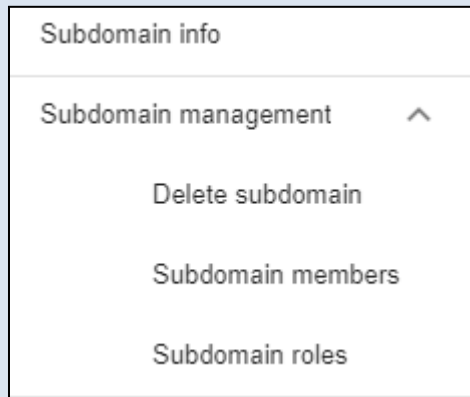 Subdomain info
Subdomain management
Delete subdomain
Subdomain members
Subdomain roles